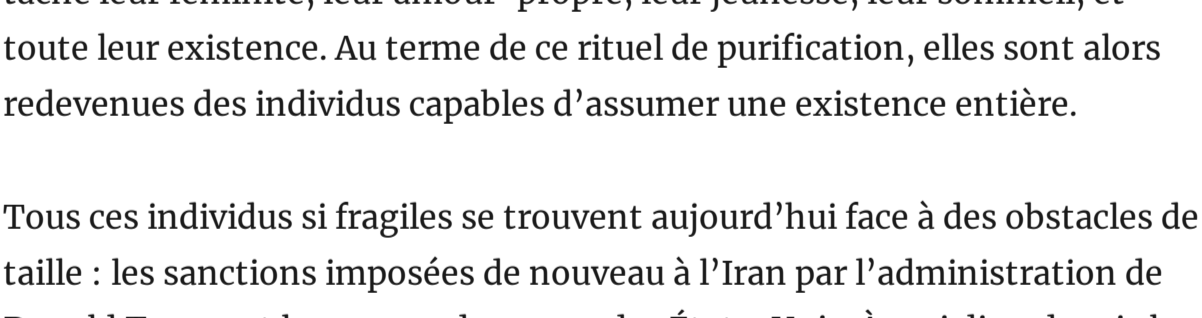 toute leur existence. Au terme de ce rituel de purification, elles sont alors
redevenues des individus capables d’assumer une existence entière.
Tous ces individus si fragiles se trouvent aujourd’hui face à des obstacles de
taille : les sanctions imposées de nouveau à l’Iran par l’administration de